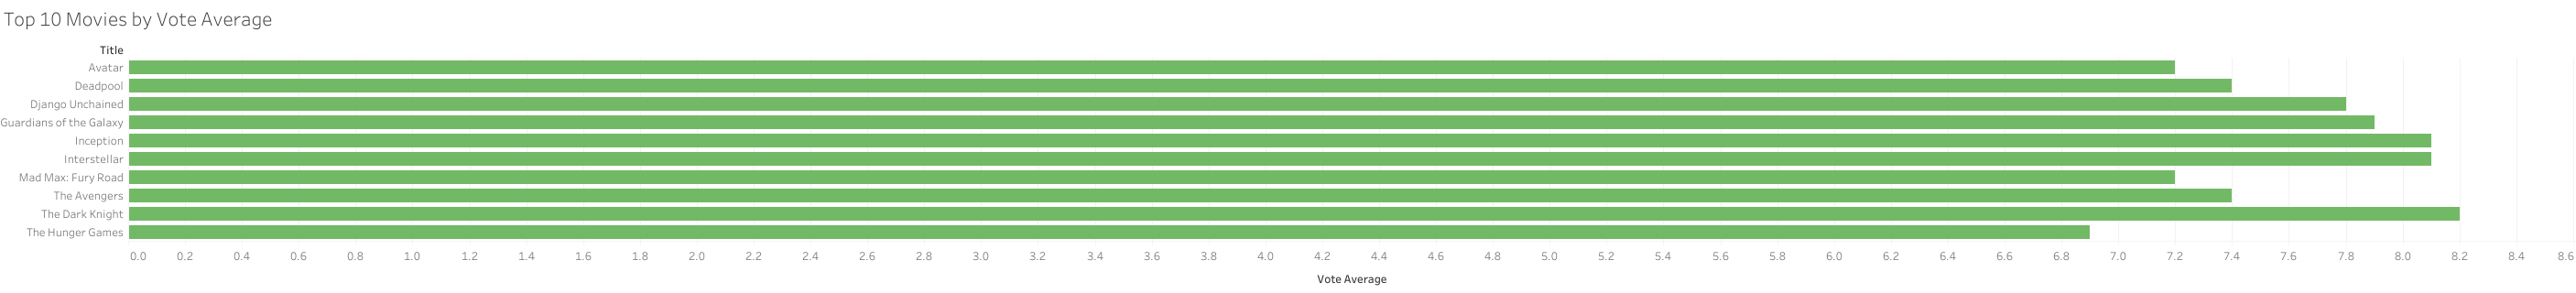 Top 10 Movies by Vote Average
Title
Avatar
Deadpool
Django Unchained
Guardians of the Galaxy
Inception
Interstellar
Mad Max: Fury Road
The Avengers
The Dark Knight
The Hunger Games
0.0 0.2 0.4 0.6 0.8 1.0 1.2 1.4 1.6 1.8 2.0 2.2 2.4 2.6 2.8 3.0 3.2 3.4 3.6 3.8 4.0 4.2 4.4 4.6 4.8 5.0 5.2 5.4 5.6 5.8 6.0 6.2 6.4 6.6 6.8 7.0 7.2 7.4 7.6 7.8 8.0 8.2 8.4 8.6
Vote Average